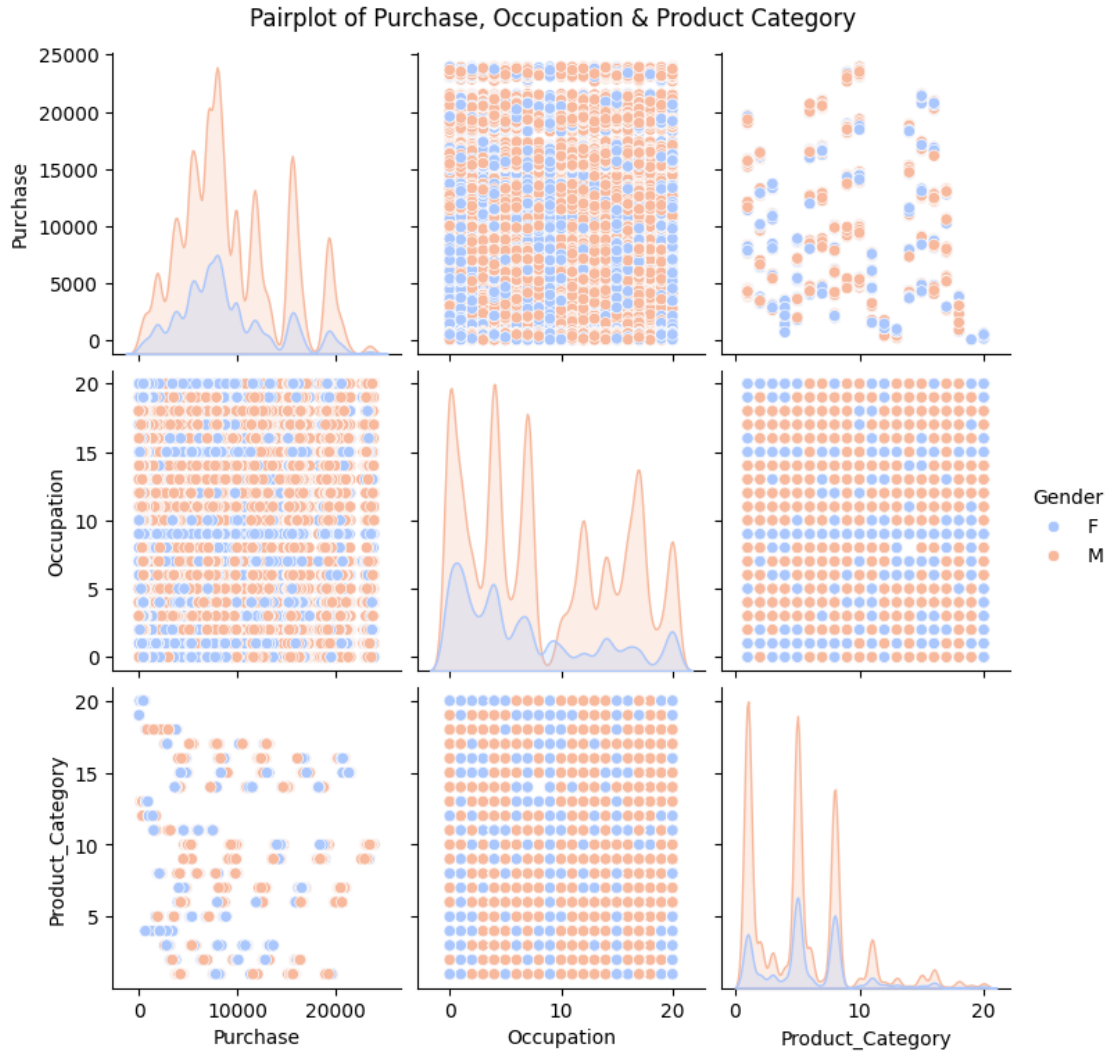 Pairplot of Purchase, Occupation & Product Category
25000
20000
15000
10000
5000
0
Purchase
20
15
10
5
0
Occupation
Gender
F
M
20
15
10
5
Product_Category
0 10000 20000
Purchase
0 10 20
Occupation
0 10 20
Product_Category